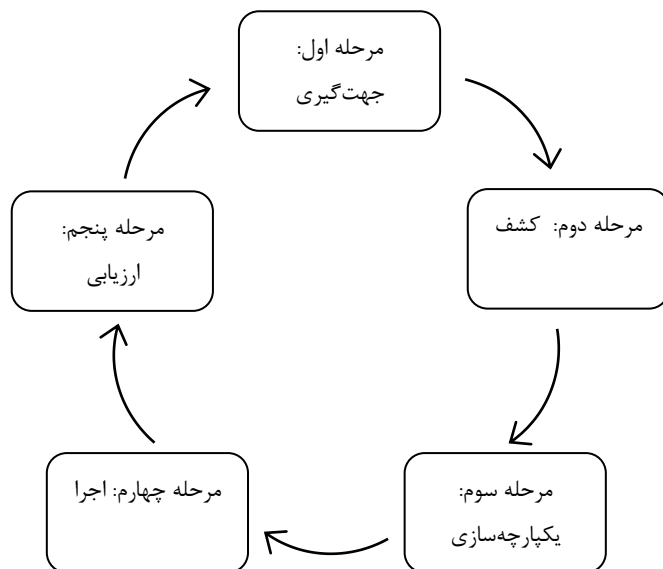 مرحله اول:
جهت‌گیری
مرحله دوم: کشف
مرحله سوم:
یکپارچه‌سازی
مرحله چهارم: اجرا
مرحله پنجم:
ارزیابی